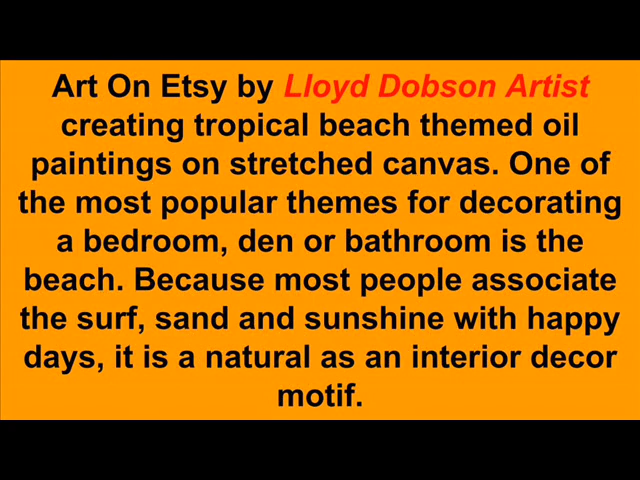 Art On Etsy by Lloyd Dobson Artist
creating tropical beach themed oil
paintings on stretched canvas. One of
the most popular themes for decorating
a bedroom, den or bathroom is the
beach. Because most people associate
the surf, sand and sunshine with happy
days, it is a natural as an interior decor
motif.